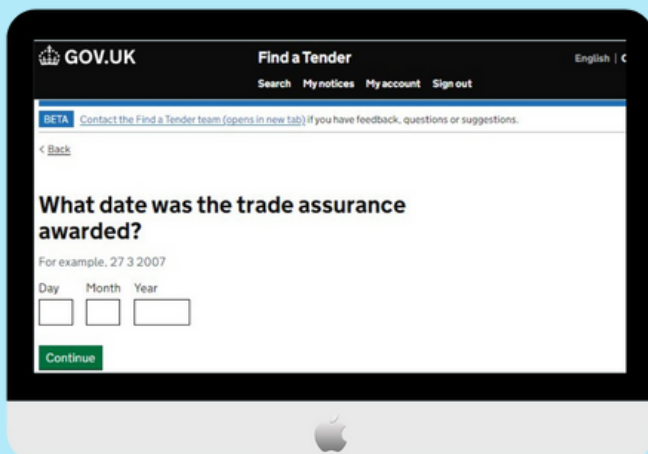 GOV.UK Find a Tender English |
Search My notices My account Sign out
BETA Contact the Find a Tender team (opens in new tab) if you have feedback, questions or suggestions.
< Back
What date was the trade assurance
awarded?
For example, 27 3 2007
Day Month Year
Continue